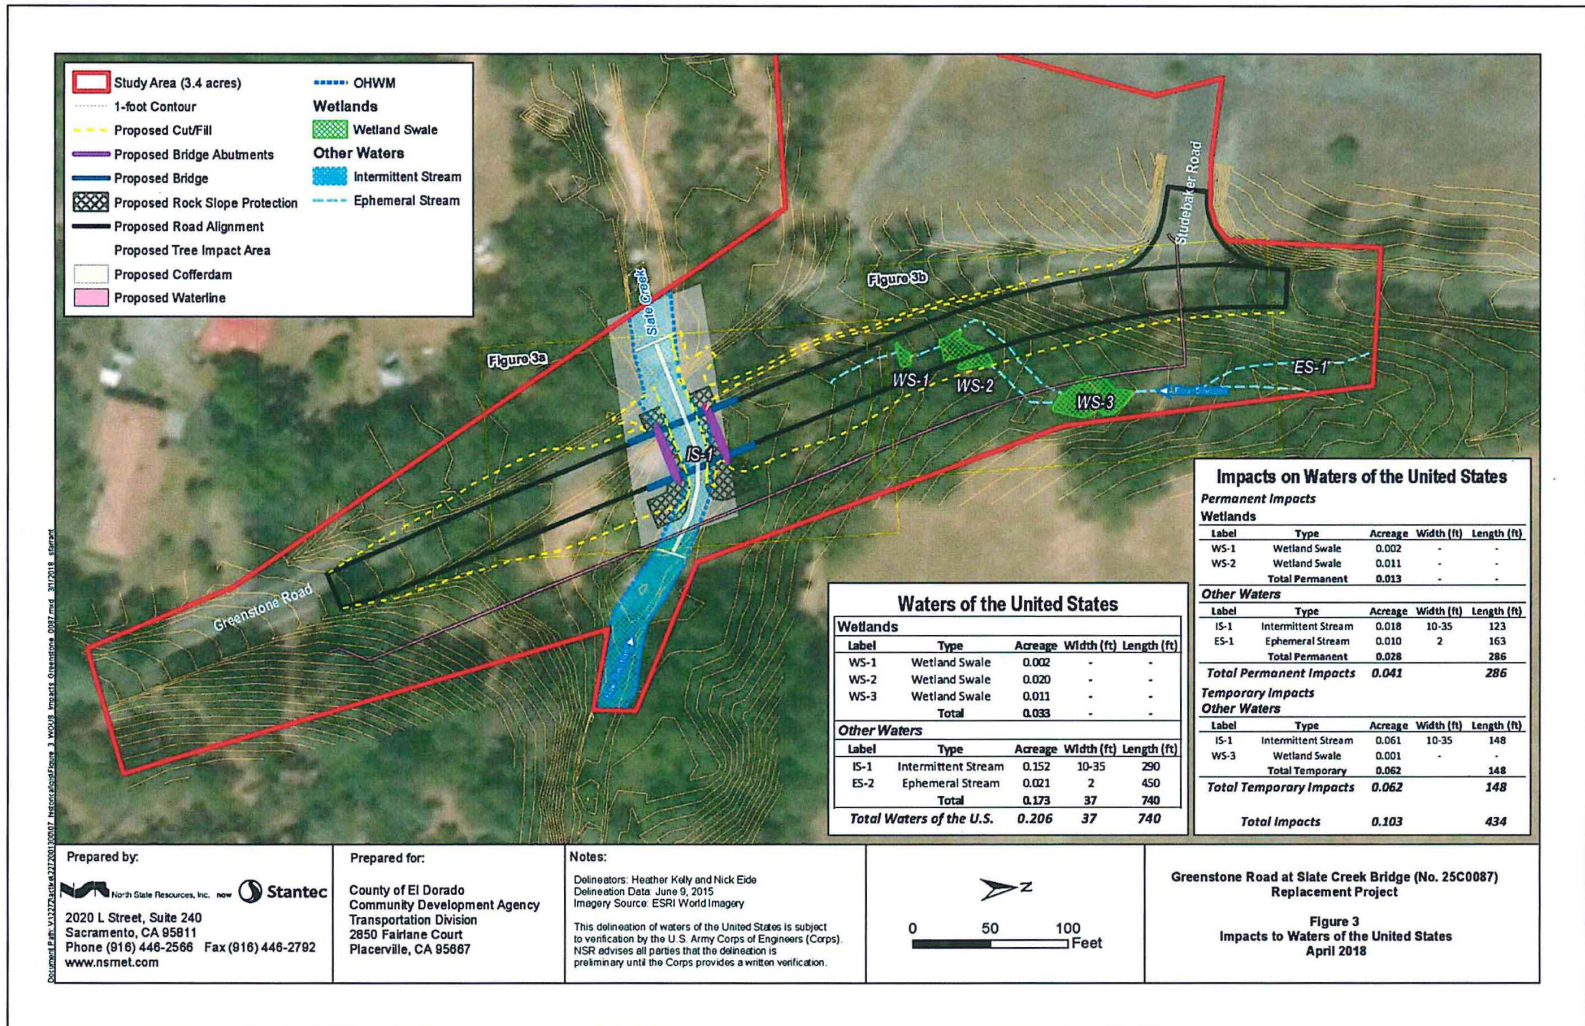 Study Area (3.4 acres)
1-foot Contour
Proposed Cut/Fill
Proposed Bridge Abutments
Proposed Bridge
Proposed Rock Slope Protection
Proposed Road Alignment
Proposed Tree Impact Area
Proposed Cofferdam
Proposed Waterline
OHWM
Wetlands
Wetland Swale
Other Waters
Intermittent Stream
Ephemeral Stream
Slate Creek
Studebaker Road
Figure 3b
Figure 3a
WS-1
WS-2
WS-3
ES-1
IS-1
Greenstone Road
Waters of the United States
Wetlands
Label Type Acreage Width (ft) Length (ft)
WS-1 Wetland Swale 0.002 - -
WS-2 Wetland Swale 0.020 - -
WS-3 Wetland Swale 0.011 - -
Total 0.033 - -
Other Waters
Label Type Acreage Width (ft) Length (ft)
IS-1 Intermittent Stream 0.152 10-35 290
ES-2 Ephemeral Stream 0.021 2 450
Total 0.173 37 740
Total Waters of the U.S. 0.206 37 740
Impacts on Waters of the United States
Permanent Impacts
Wetlands
Label Type Acreage Width (ft) Length (ft)
WS-1 Wetland Swale 0.002 - -
WS-2 Wetland Swale 0.011 - -
Total Permanent 0.013 - -
Other Waters
Label Type Acreage Width (ft) Length (ft)
IS-1 Intermittent Stream 0.018 10-35 123
ES-1 Ephemeral Stream 0.010 2 163
Total Permanent 0.028 286
Total Permanent Impacts 0.041 286
Temporary Impacts
Other Waters
Label Type Acreage Width (ft) Length (ft)
IS-1 Intermittent Stream 0.061 10-35 148
WS-3 Wetland Swale 0.001 - -
Total Temporary 0.062 148
Total Temporary Impacts 0.062 148
Total Impacts 0.103 434
Prepared by:
NSR North State Resources, Inc. now Stantec
2020 L Street, Suite 240
Sacramento, CA 95811
Phone (916) 446-2566 Fax (916) 446-2792
www.nsrnet.com
Prepared for:
County of El Dorado
Community Development Agency
Transportation Division
2850 Fairlane Court
Placerville, CA 95667
Notes:
Delineators: Heather Kelly and Nick Eide
Delineation Data: June 9, 2015
Imagery Source: ESRI World Imagery
This delineation of waters of the United States is subject
to verification by the U.S. Army Corps of Engineers (Corps).
NSR advises all parties that the delineation is
preliminary until the Corps provides a written verification.
Z
0 50 100
Feet
Greenstone Road at Slate Creek Bridge (No. 25C0087)
Replacement Project
Figure 3
Impacts to Waters of the United States
April 2018